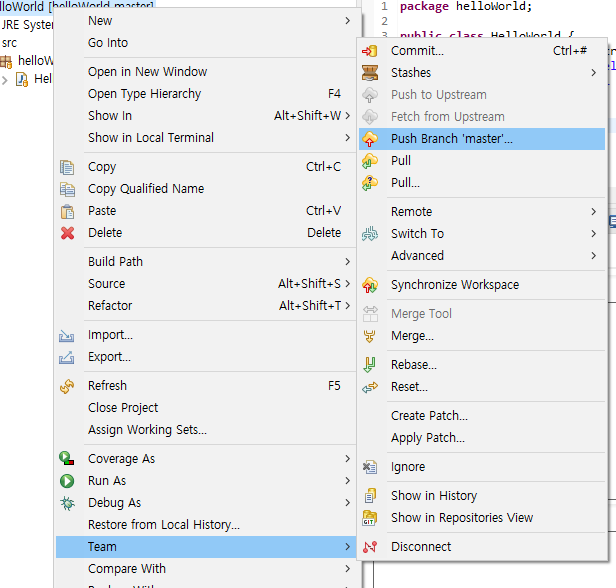 lloWorld [helloWorld master]
JRE System
src
helloW
Hel
New
Go Into
Open in New Window
Open Type Hierarchy F4
Show In Alt+Shift+W
Show in Local Terminal
Copy Ctrl+C
Copy Qualified Name
Paste Ctrl+V
Delete Delete
Build Path
Source Alt+Shift+S
Refactor Alt+Shift+T
Import...
Export...
Refresh F5
Close Project
Assign Working Sets...
Coverage As
Run As
Debug As
Restore from Local History...
Team
Compare With
1 package helloWorld;
2
3 public class HelloWorld {
Commit... Ctrl+#
Stashes
Push to Upstream
Fetch from Upstream
Push Branch 'master'...
Pull
Pull...
Remote
Switch To
Advanced
Synchronize Workspace
Merge Tool
Merge...
Rebase...
Reset...
Create Patch...
Apply Patch...
Ignore
Show in History
Show in Repositories View
Disconnect